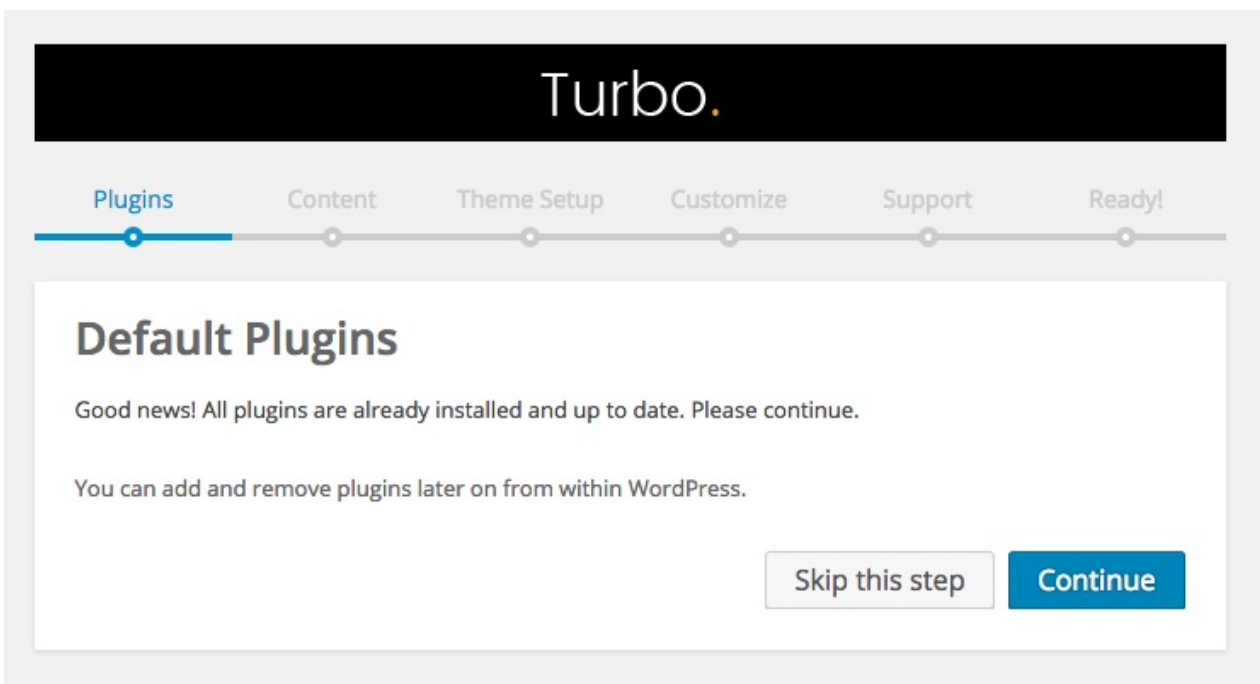 Turbo.
Plugins Content Theme Setup Customize Support Ready!
Default Plugins
Good news! All plugins are already installed and up to date. Please continue.
You can add and remove plugins later on from within WordPress.
Skip this step Continue